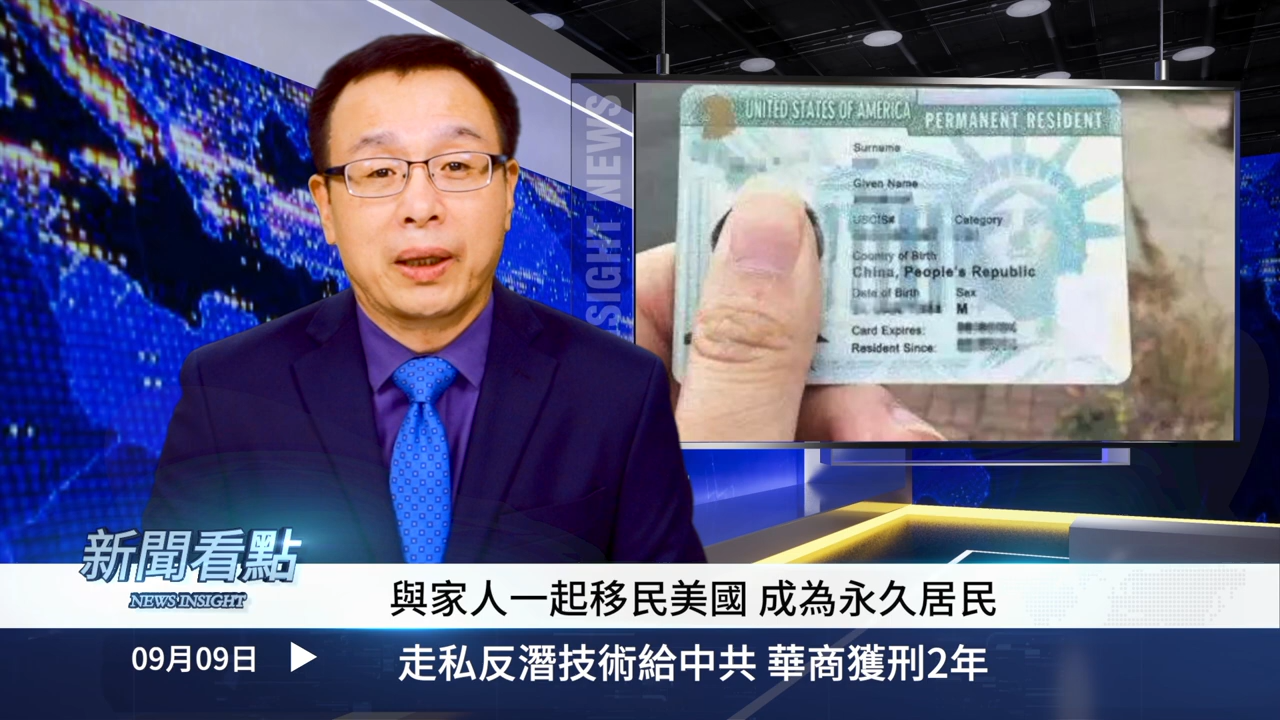 SIGHT NEWS
UNITED STATES OF AMERICA
PERMANENT RESIDENT
Surname
Given Name
USCIS#
Category
Country of Birth
China, People's Republic
Date of Birth
Sex
M
Card Expires:
Resident Since:
新聞看點
NEWS INSIGHT
與家人一起移民美國 成為永久居民
09月09日
走私反潛技術給中共 華商獲刑2年